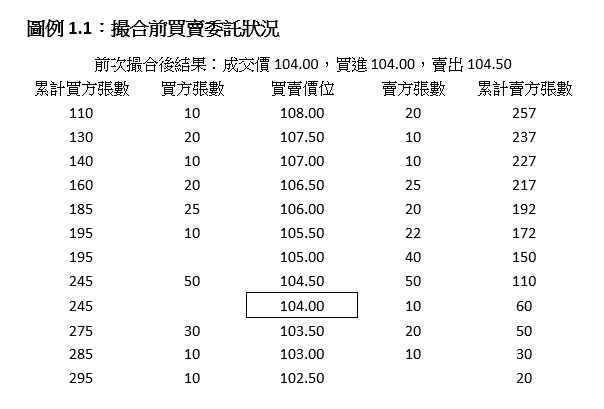 圖例 1.1：撮合前買賣委託狀況
前次撮合後結果：成交價 104.00，買進 104.00，賣出 104.50
累計買方張數 買方張數 買賣價位 賣方張數 累計賣方張數
110 10 108.00 20 257
130 20 107.50 10 237
140 10 107.00 10 227
160 20 106.50 25 217
185 25 106.00 20 192
195 10 105.50 22 172
195 105.00 40 150
245 50 104.50 50 110
245 104.00 10 60
275 30 103.50 20 50
285 10 103.00 10 30
295 10 102.50 20